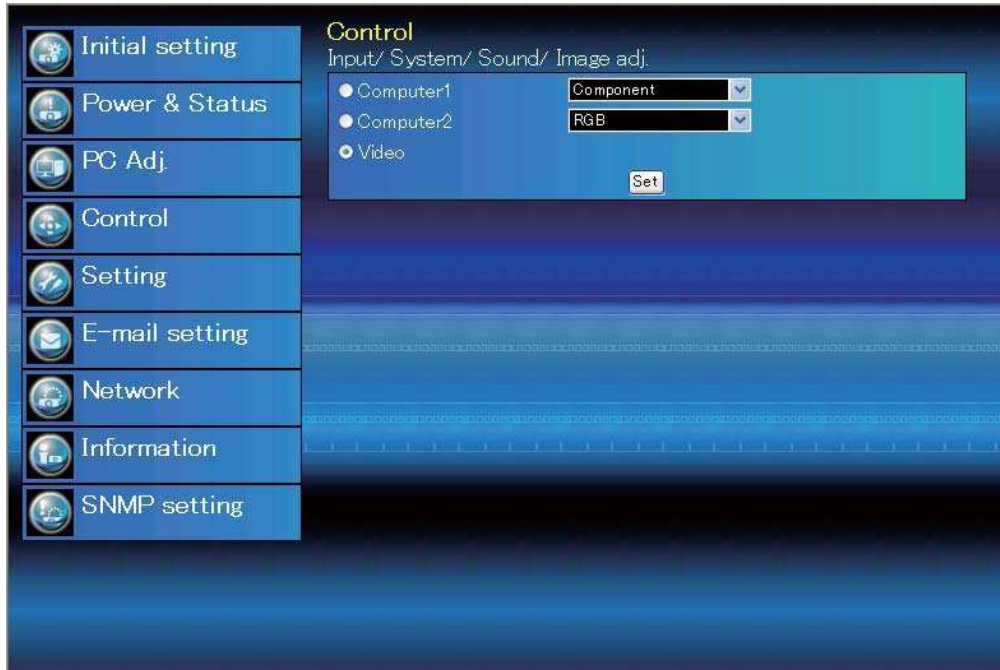 Initial setting
Power & Status
PC Adj.
Control
Setting
E-mail setting
Network
Information
SNMP setting
Control
Input/ System/ Sound/ Image adj.
Computer1 Component
Computer2 RGB
Video
Set